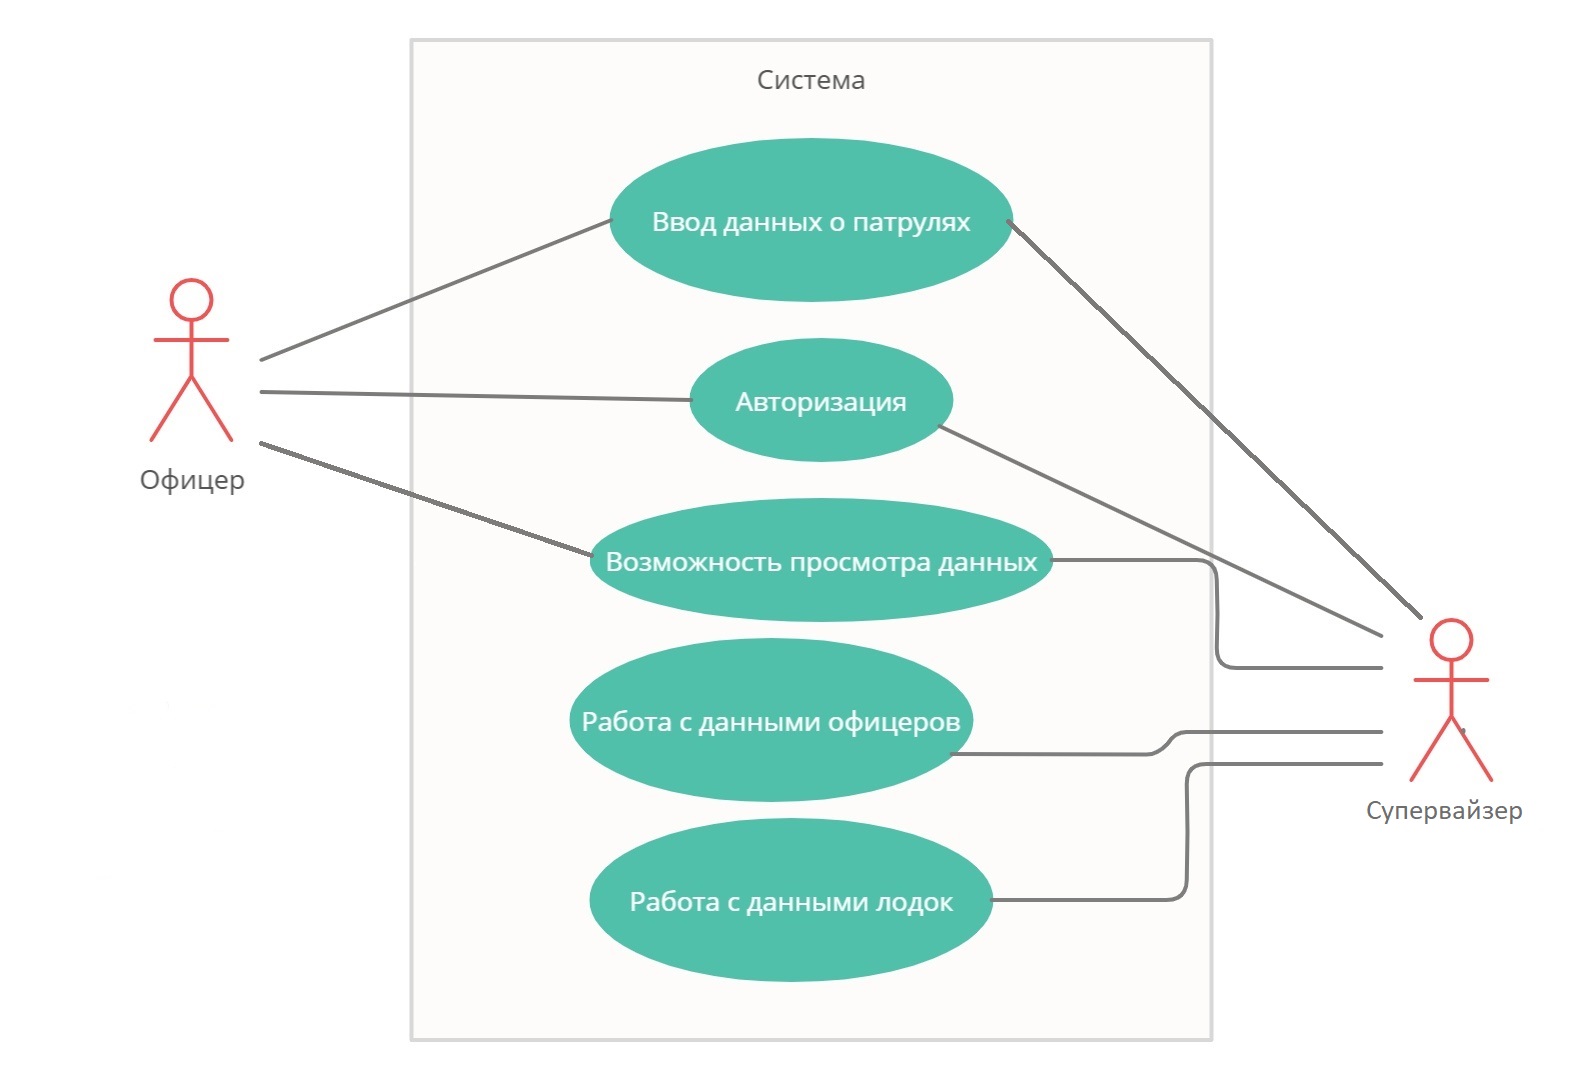 Система
Ввод данных о патрулях
Авторизация
Офицер
Возможность просмотра данных
Работа с данными офицеров
Супервайзер
Работа с данными лодок